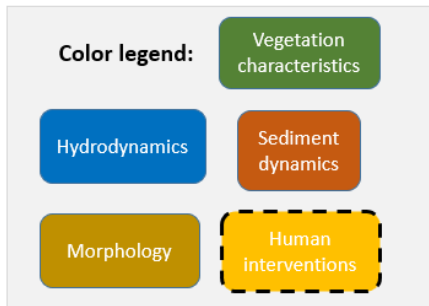 Color legend:
Vegetation
characteristics
Hydrodynamics
Sediment
dynamics
Morphology
Human
interventions